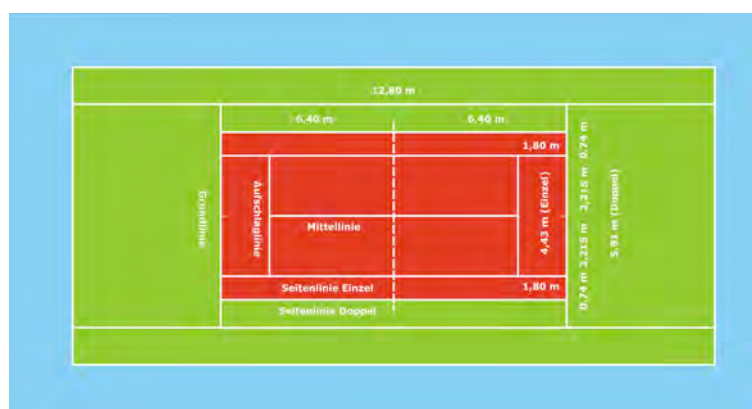 12,80 m
6,40 m
6,40 m
1,80 m
Grundlinie
Aufschlaglinie
Mittellinie
4,43 m (Einzel)
0,74 m 2,215 m 2,215 m 0,74 m
5,91 m (Doppel)
Seitenlinie Einzel
1,80 m
Seitenlinie Doppel